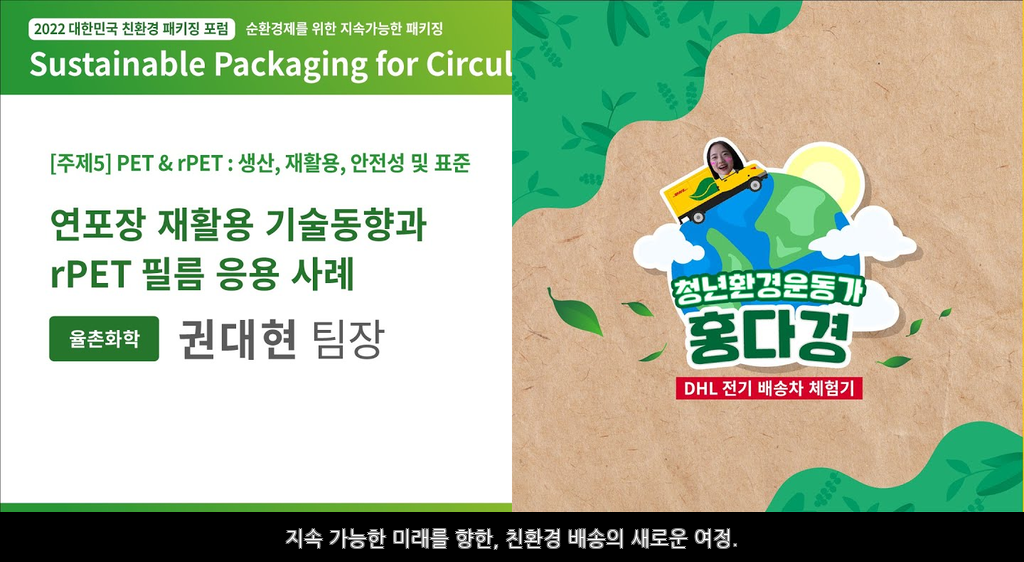 2022 대한민국 친환경 패키징 포럼 순환경제를 위한 지속가능한 패키징
Sustainable Packaging for Circul
[주제5] PET & rPET : 생산, 재활용, 안전성 및 표준
연포장 재활용 기술동향과
rPET 필름 응용 사례
율촌화학 권대현 팀장
DHL
청년환경운동가
홍다경
DHL 전기 배송차 체험기
지속 가능한 미래를 향한, 친환경 배송의 새로운 여정.